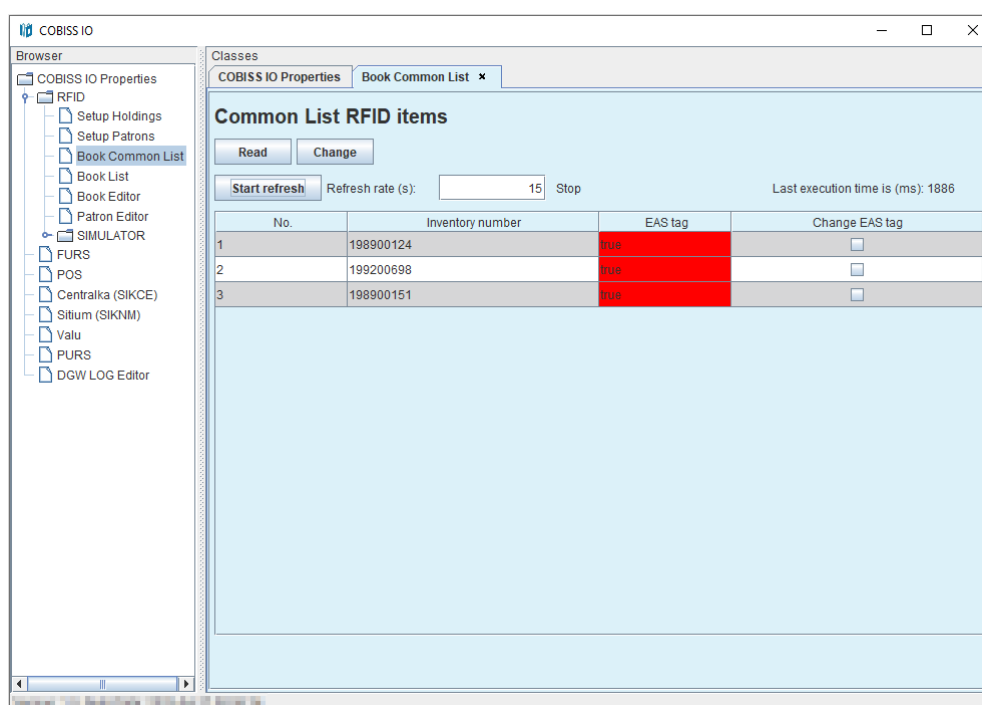 COBISS IO
Browser
COBISS IO Properties
RFID
Setup Holdings
Setup Patrons
Book Common List
Book List
Book Editor
Patron Editor
SIMULATOR
FURS
POS
Centralka (SIKCE)
Sitium (SIKNM)
Valu
PURS
DGW LOG Editor
Classes
COBISS IO Properties Book Common List ×
Common List RFID items
Read Change
Start refresh Refresh rate (s): 15 Stop Last execution time is (ms): 1886
No. Inventory number EAS tag Change EAS tag
1 198900124 true
2 199200698 true
3 198900151 true